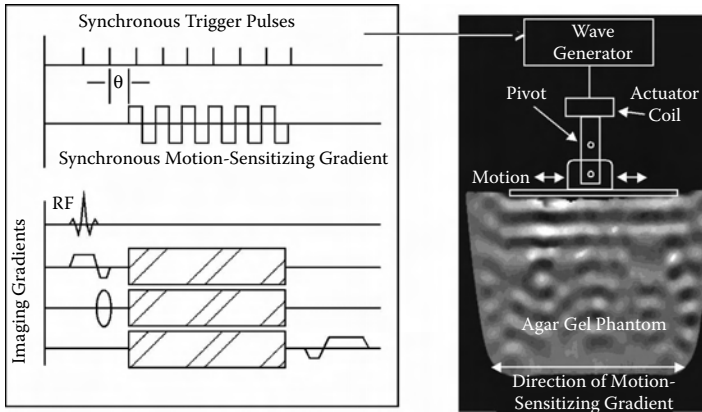 Synchronous Trigger Pulses
θ
Synchronous Motion-Sensitizing Gradient
RF
Imaging Gradients
Wave
Generator
Pivot
Actuator
Coil
Motion
Agar Gel Phantom
Direction of Motion-
Sensitizing Gradient